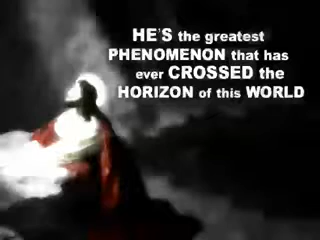 HE'S the greatest
PHENOMENON that has
ever CROSSED the
HORIZON of this WORLD